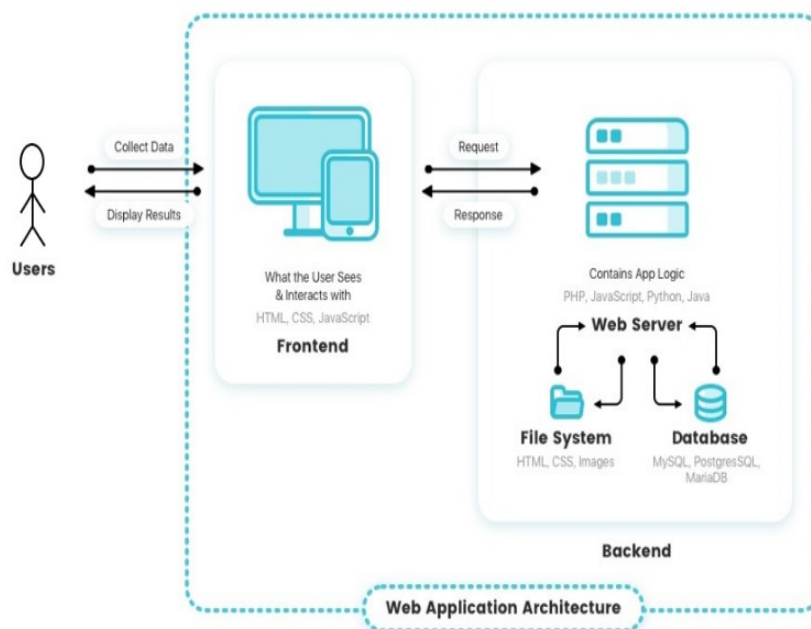 Collect Data
Display Results
Users
What the User Sees
& Interacts with
HTML, CSS, JavaScript
Frontend
Request
Response
Contains App Logic
PHP, JavaScript, Python, Java
Web Server
File System
HTML, CSS, Images
Database
MySQL, PostgresSQL,
MariaDB
Backend
Web Application Architecture